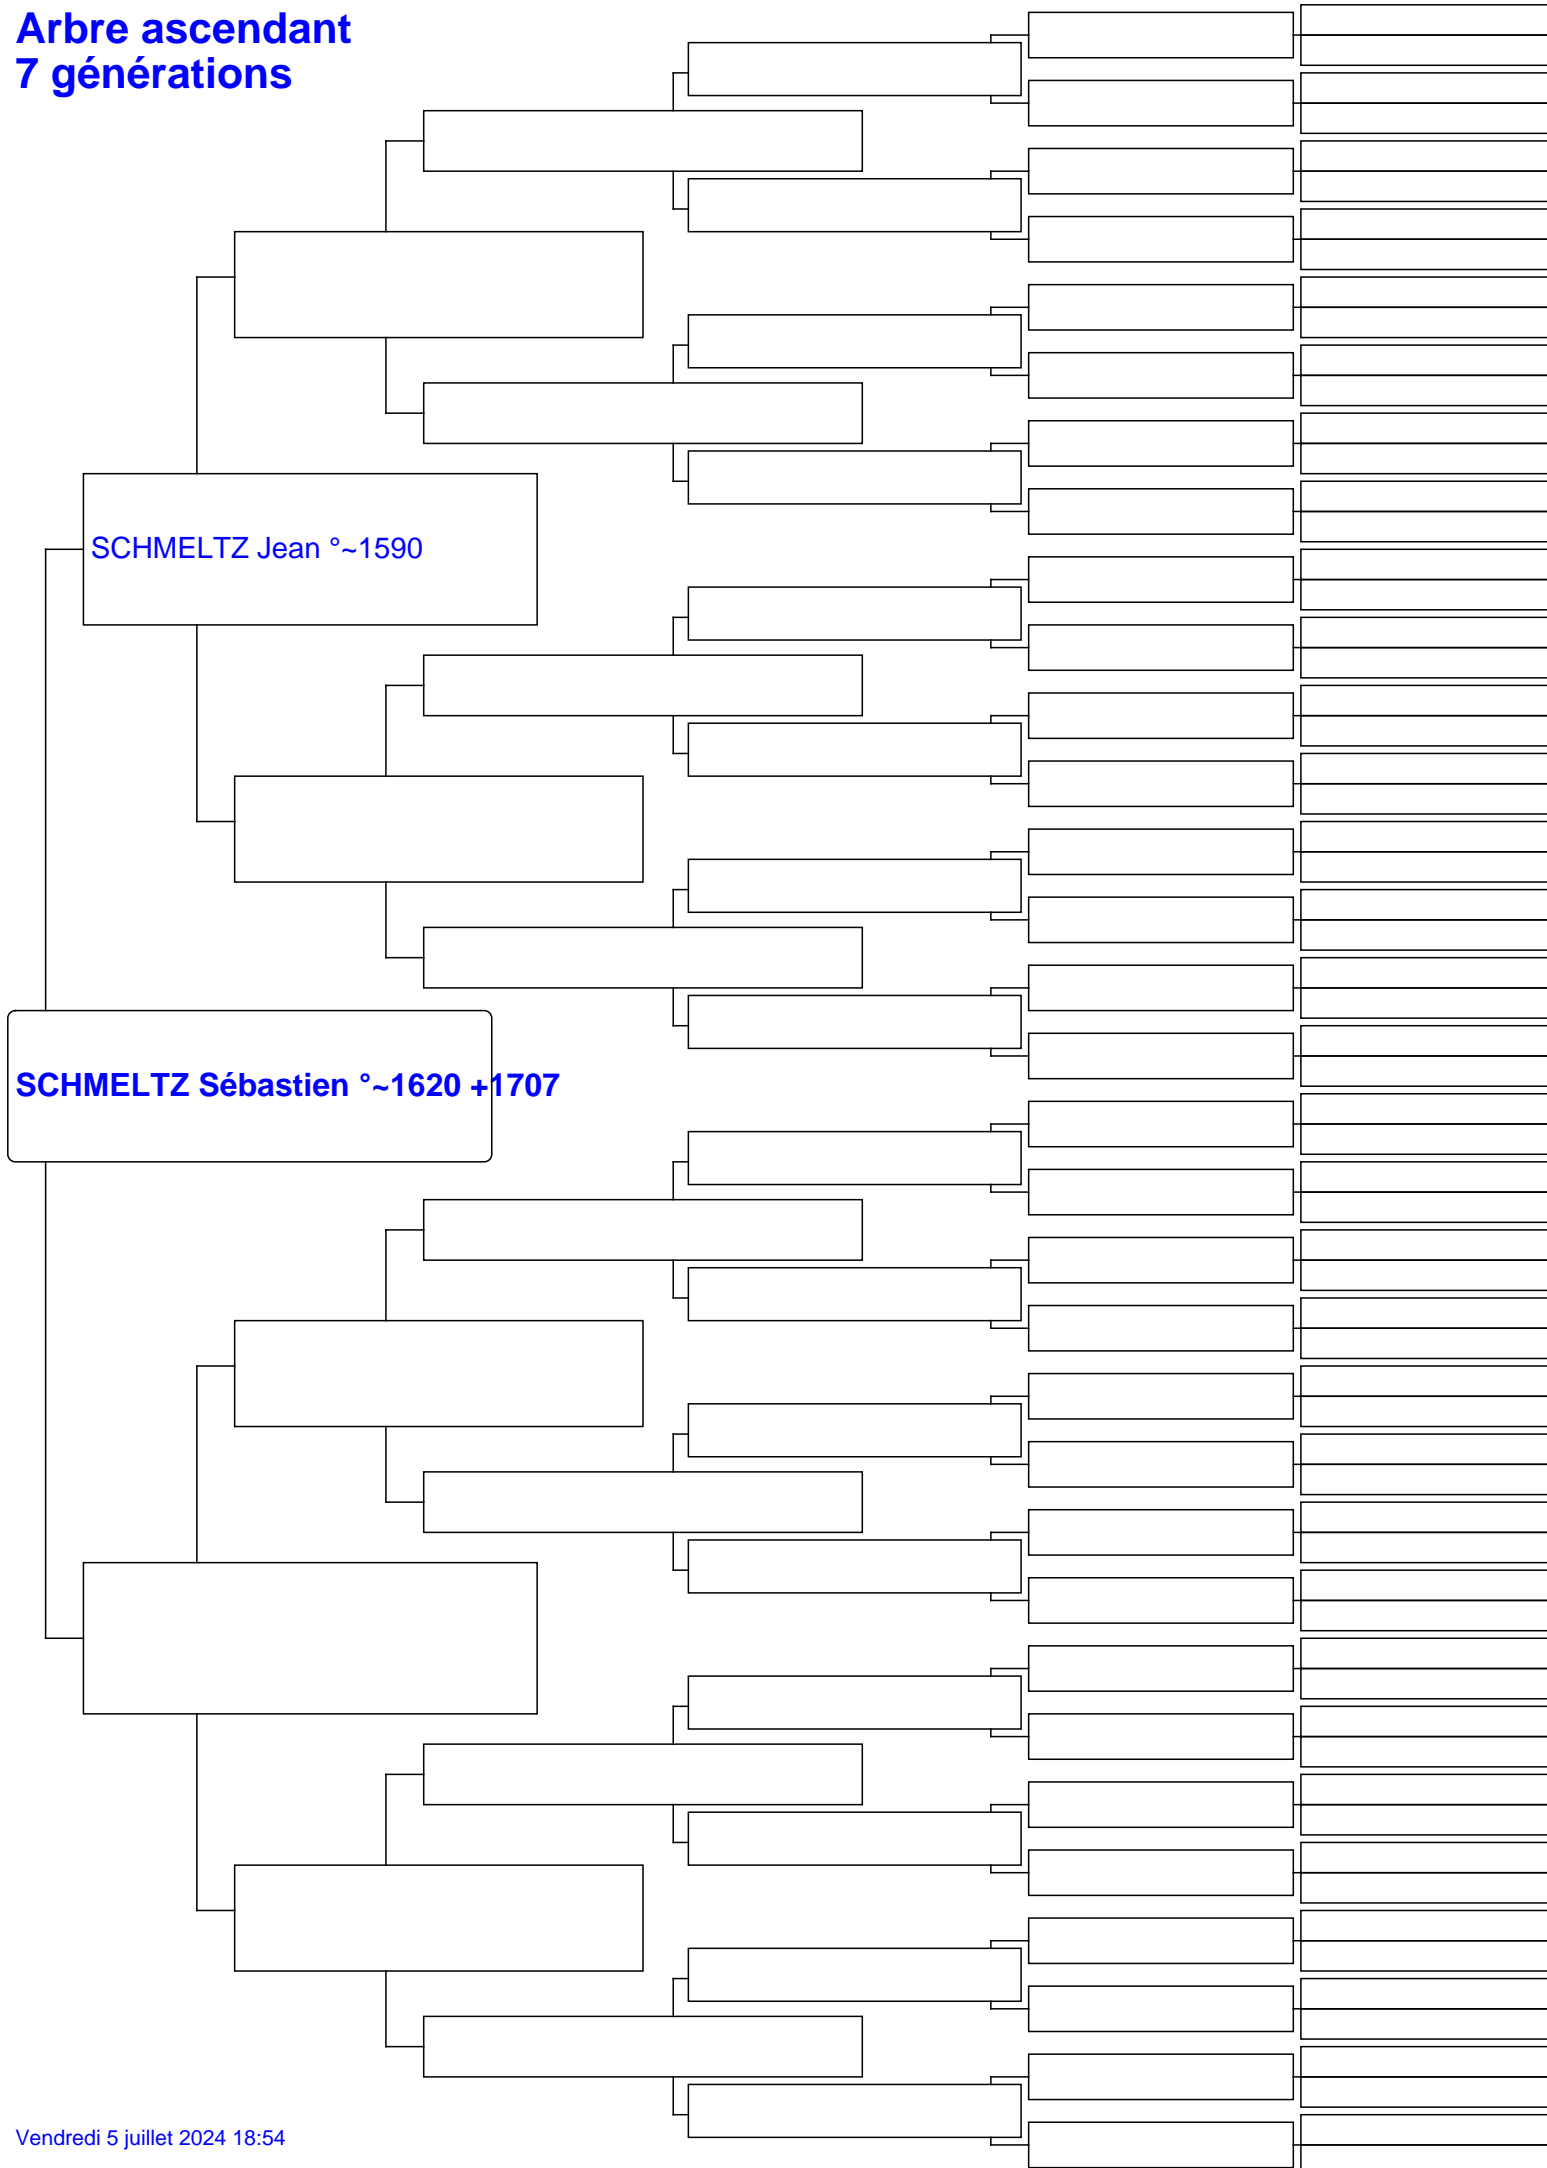 Arbre ascendant
7 générations
SCHMELTZ Jean °~1590
SCHMELTZ Sébastien °~1620 +1707
Vendredi 5 juillet 2024 18:54